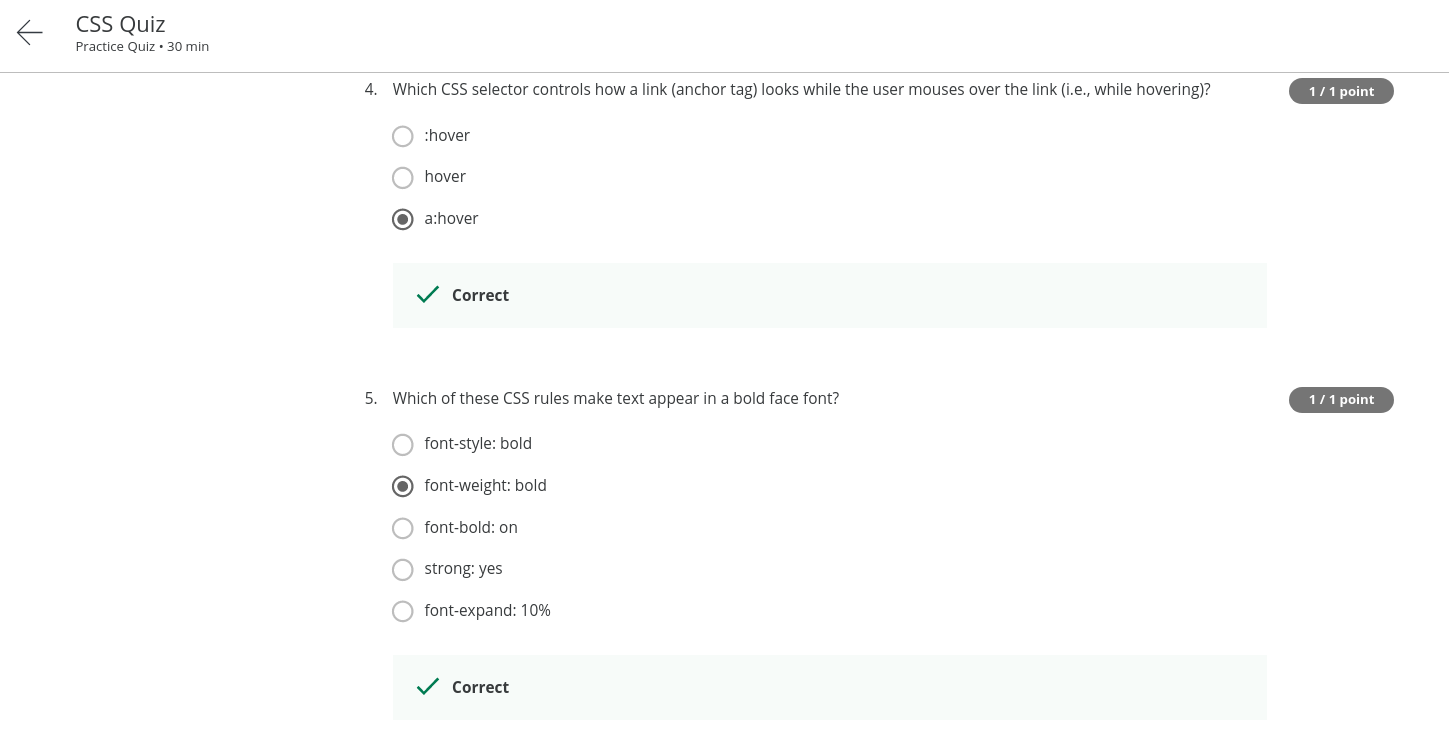 CSS Quiz
Practice Quiz • 30 min
4. Which CSS selector controls how a link (anchor tag) looks while the user mouses over the link (i.e., while hovering)? 1 / 1 point
:hover
hover
a:hover
Correct
5. Which of these CSS rules make text appear in a bold face font? 1 / 1 point
font-style: bold
font-weight: bold
font-bold: on
strong: yes
font-expand: 10%
Correct